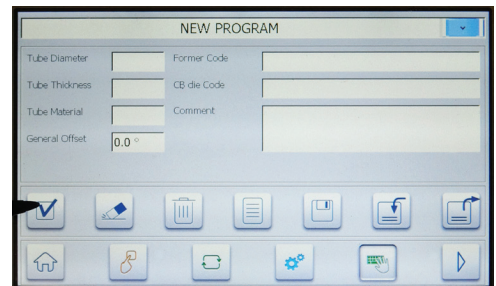 NEW PROGRAM
Tube Diameter
Former Code
Tube Thickness
CB die Code
Tube Material
Comment
General Offset
0.0 °